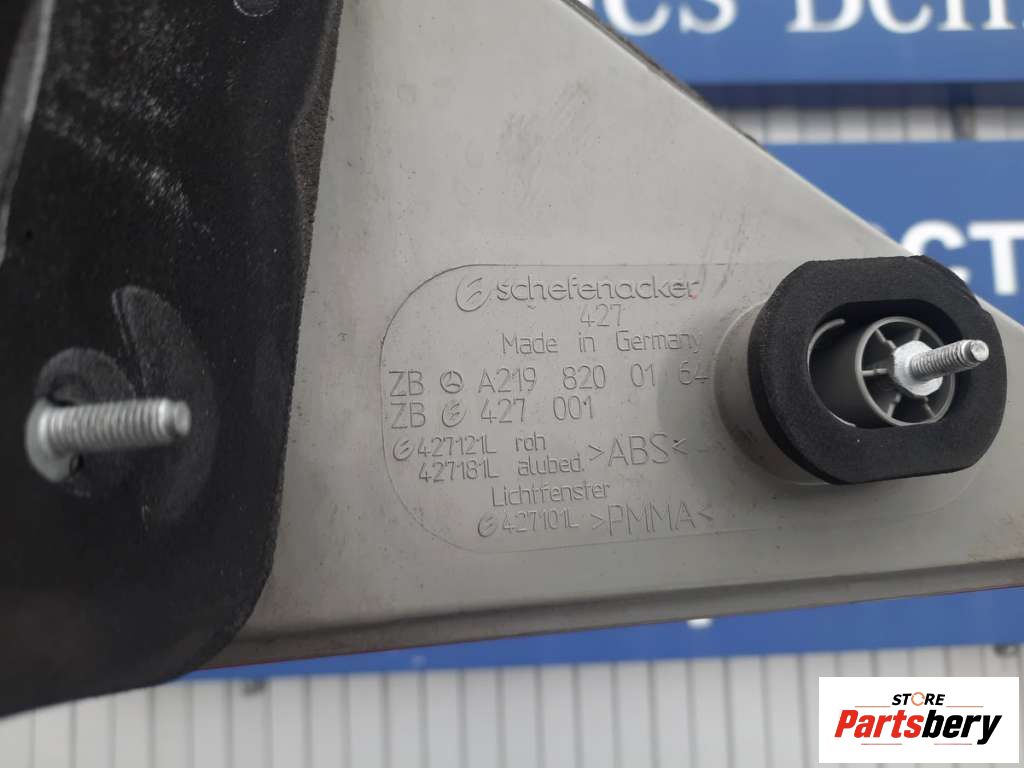 schefenacker
427
Made in Germany
ZB A219 820 01 64
ZB 427 001
427121L roh
427181L alubed. >ABS<
Lichtfenster
427101L >PMMA<
STORE
Partsbery